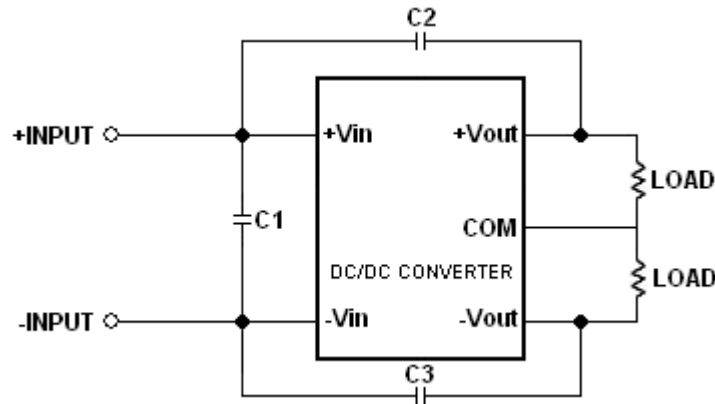 C2
+INPUT
+Vin
+Vout
LOAD
C1
COM
DC/DC CONVERTER
LOAD
-INPUT
-Vin
-Vout
C3